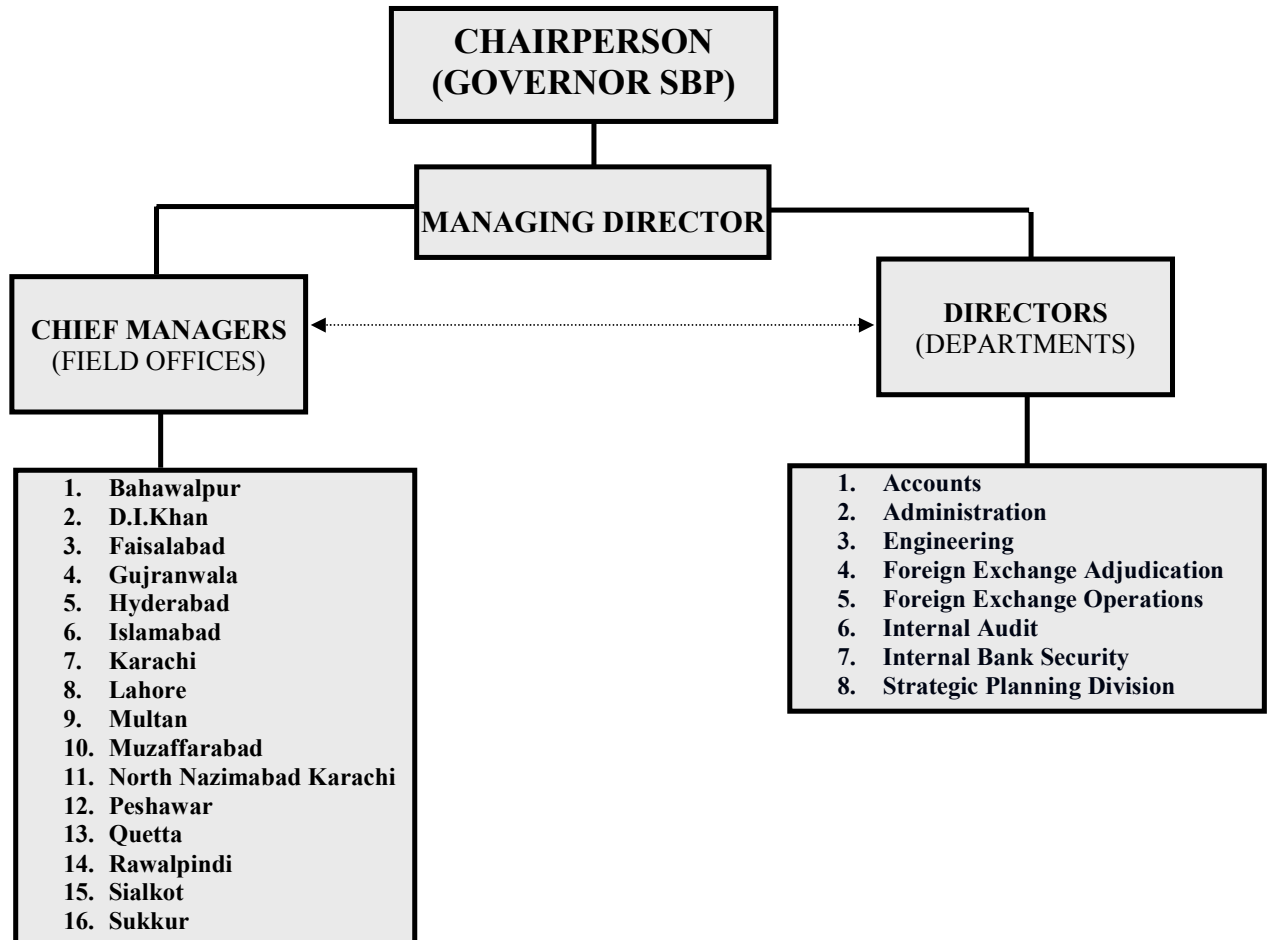 CHAIRPERSON
(GOVERNOR SBP)
MANAGING DIRECTOR
CHIEF MANAGERS
(FIELD OFFICES)
DIRECTORS
(DEPARTMENTS)
1. Bahawalpur
2. D.I.Khan
3. Faisalabad
4. Gujranwala
5. Hyderabad
6. Islamabad
7. Karachi
8. Lahore
9. Multan
10. Muzaffarabad
11. North Nazimabad Karachi
12. Peshawar
13. Quetta
14. Rawalpindi
15. Sialkot
16. Sukkur
1. Accounts
2. Administration
3. Engineering
4. Foreign Exchange Adjudication
5. Foreign Exchange Operations
6. Internal Audit
7. Internal Bank Security
8. Strategic Planning Division